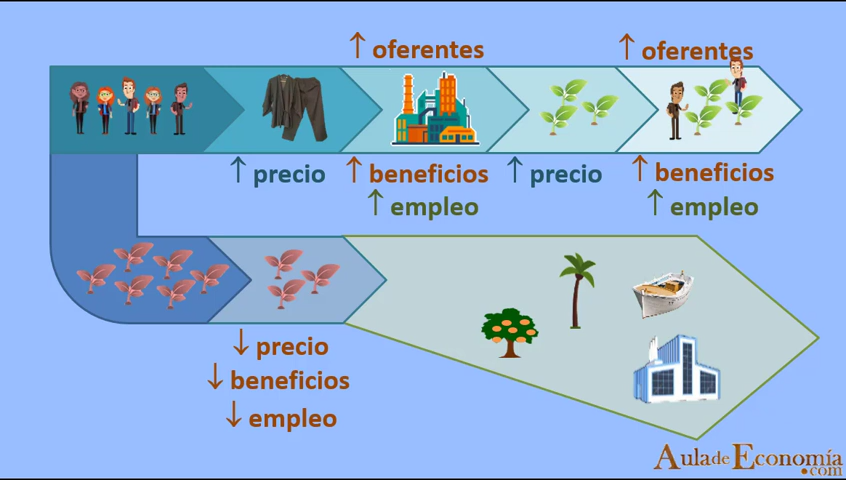 ↑ oferentes
↑ oferentes
↑ precio
↑ beneficios
↑ empleo
↑ precio
↑ beneficios
↑ empleo
↓ precio
↓ beneficios
↓ empleo
AuladeEconomía
.com